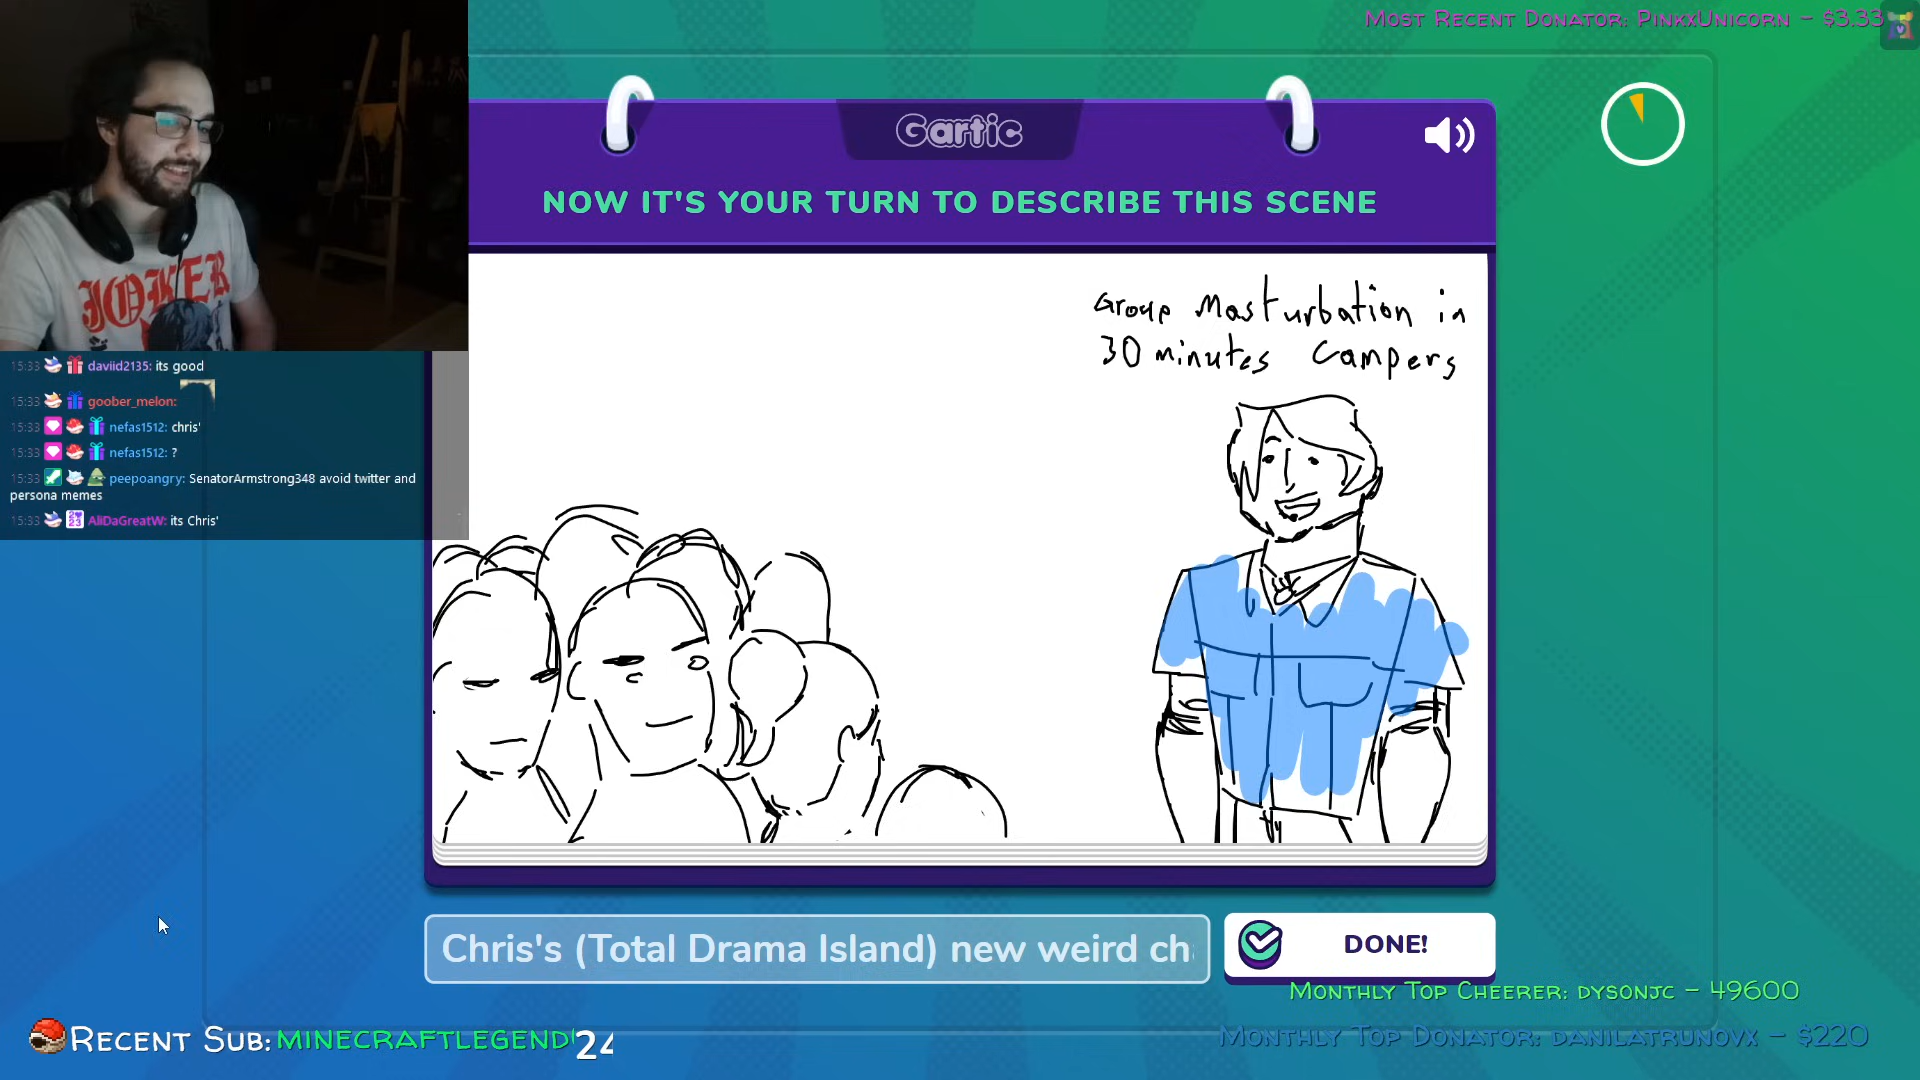 Most Recent Donator: PinkxUnicorn - $3.33
Gartic
NOW IT'S YOUR TURN TO DESCRIBE THIS SCENE
JOKER
Group Masturbation in
30 minutes Campers
15:33 daviid2135: its good
15:33 goober_melon:
15:33 nefas1512: chris'
15:33 nefas1512: ?
15:33 peepoangry: SenatorArmstrong348 avoid twitter and
persona memes
15:33 AliDaGreatW: its Chris'
Chris's (Total Drama Island) new weird ch
DONE!
Monthly Top Cheerer: dysonjc - 49600
Recent Sub: minecraftlegend 24
Monthly Top Donator: danilatrunovx - $220